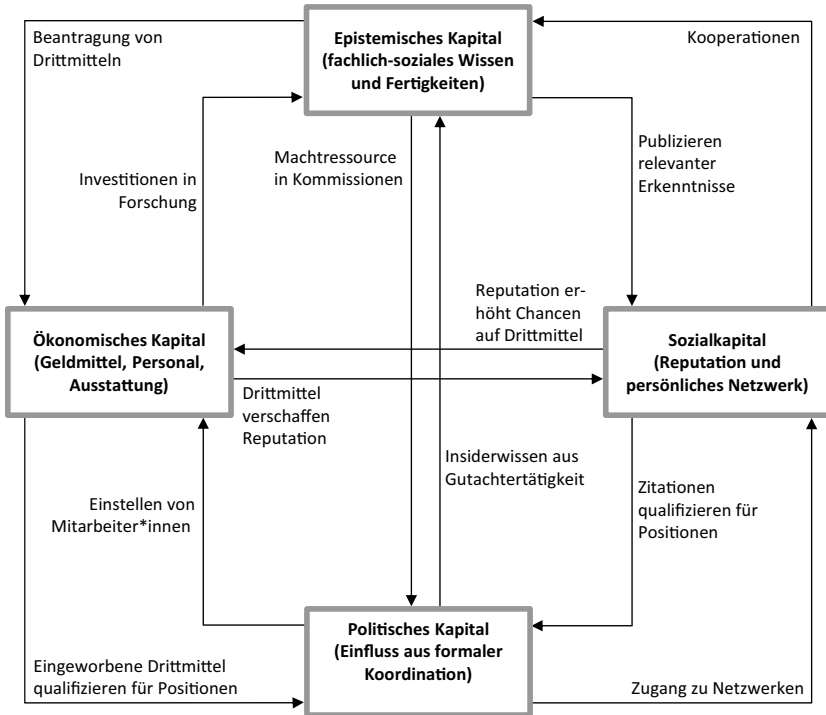 Beantragung von
Drittmitteln
Epistemisches Kapital
(fachlich-soziales Wissen
und Fertigkeiten)
Kooperationen
Investitionen in
Forschung
Machtressource
in Kommissionen
Publizieren
relevanter
Erkenntnisse
Ökonomisches Kapital
(Geldmittel, Personal,
Ausstattung)
Reputation er-
höht Chancen
auf Drittmittel
Sozialkapital
(Reputation und
persönliches Netzwerk)
Drittmittel
verschaffen
Reputation
Einstellen von
Mitarbeiter*innen
Insiderwissen aus
Gutachtertätigkeit
Zitationen
qualifizieren für
Positionen
Politisches Kapital
(Einfluss aus formaler
Koordination)
Eingeworbene Drittmittel
qualifizieren für Positionen
Zugang zu Netzwerken